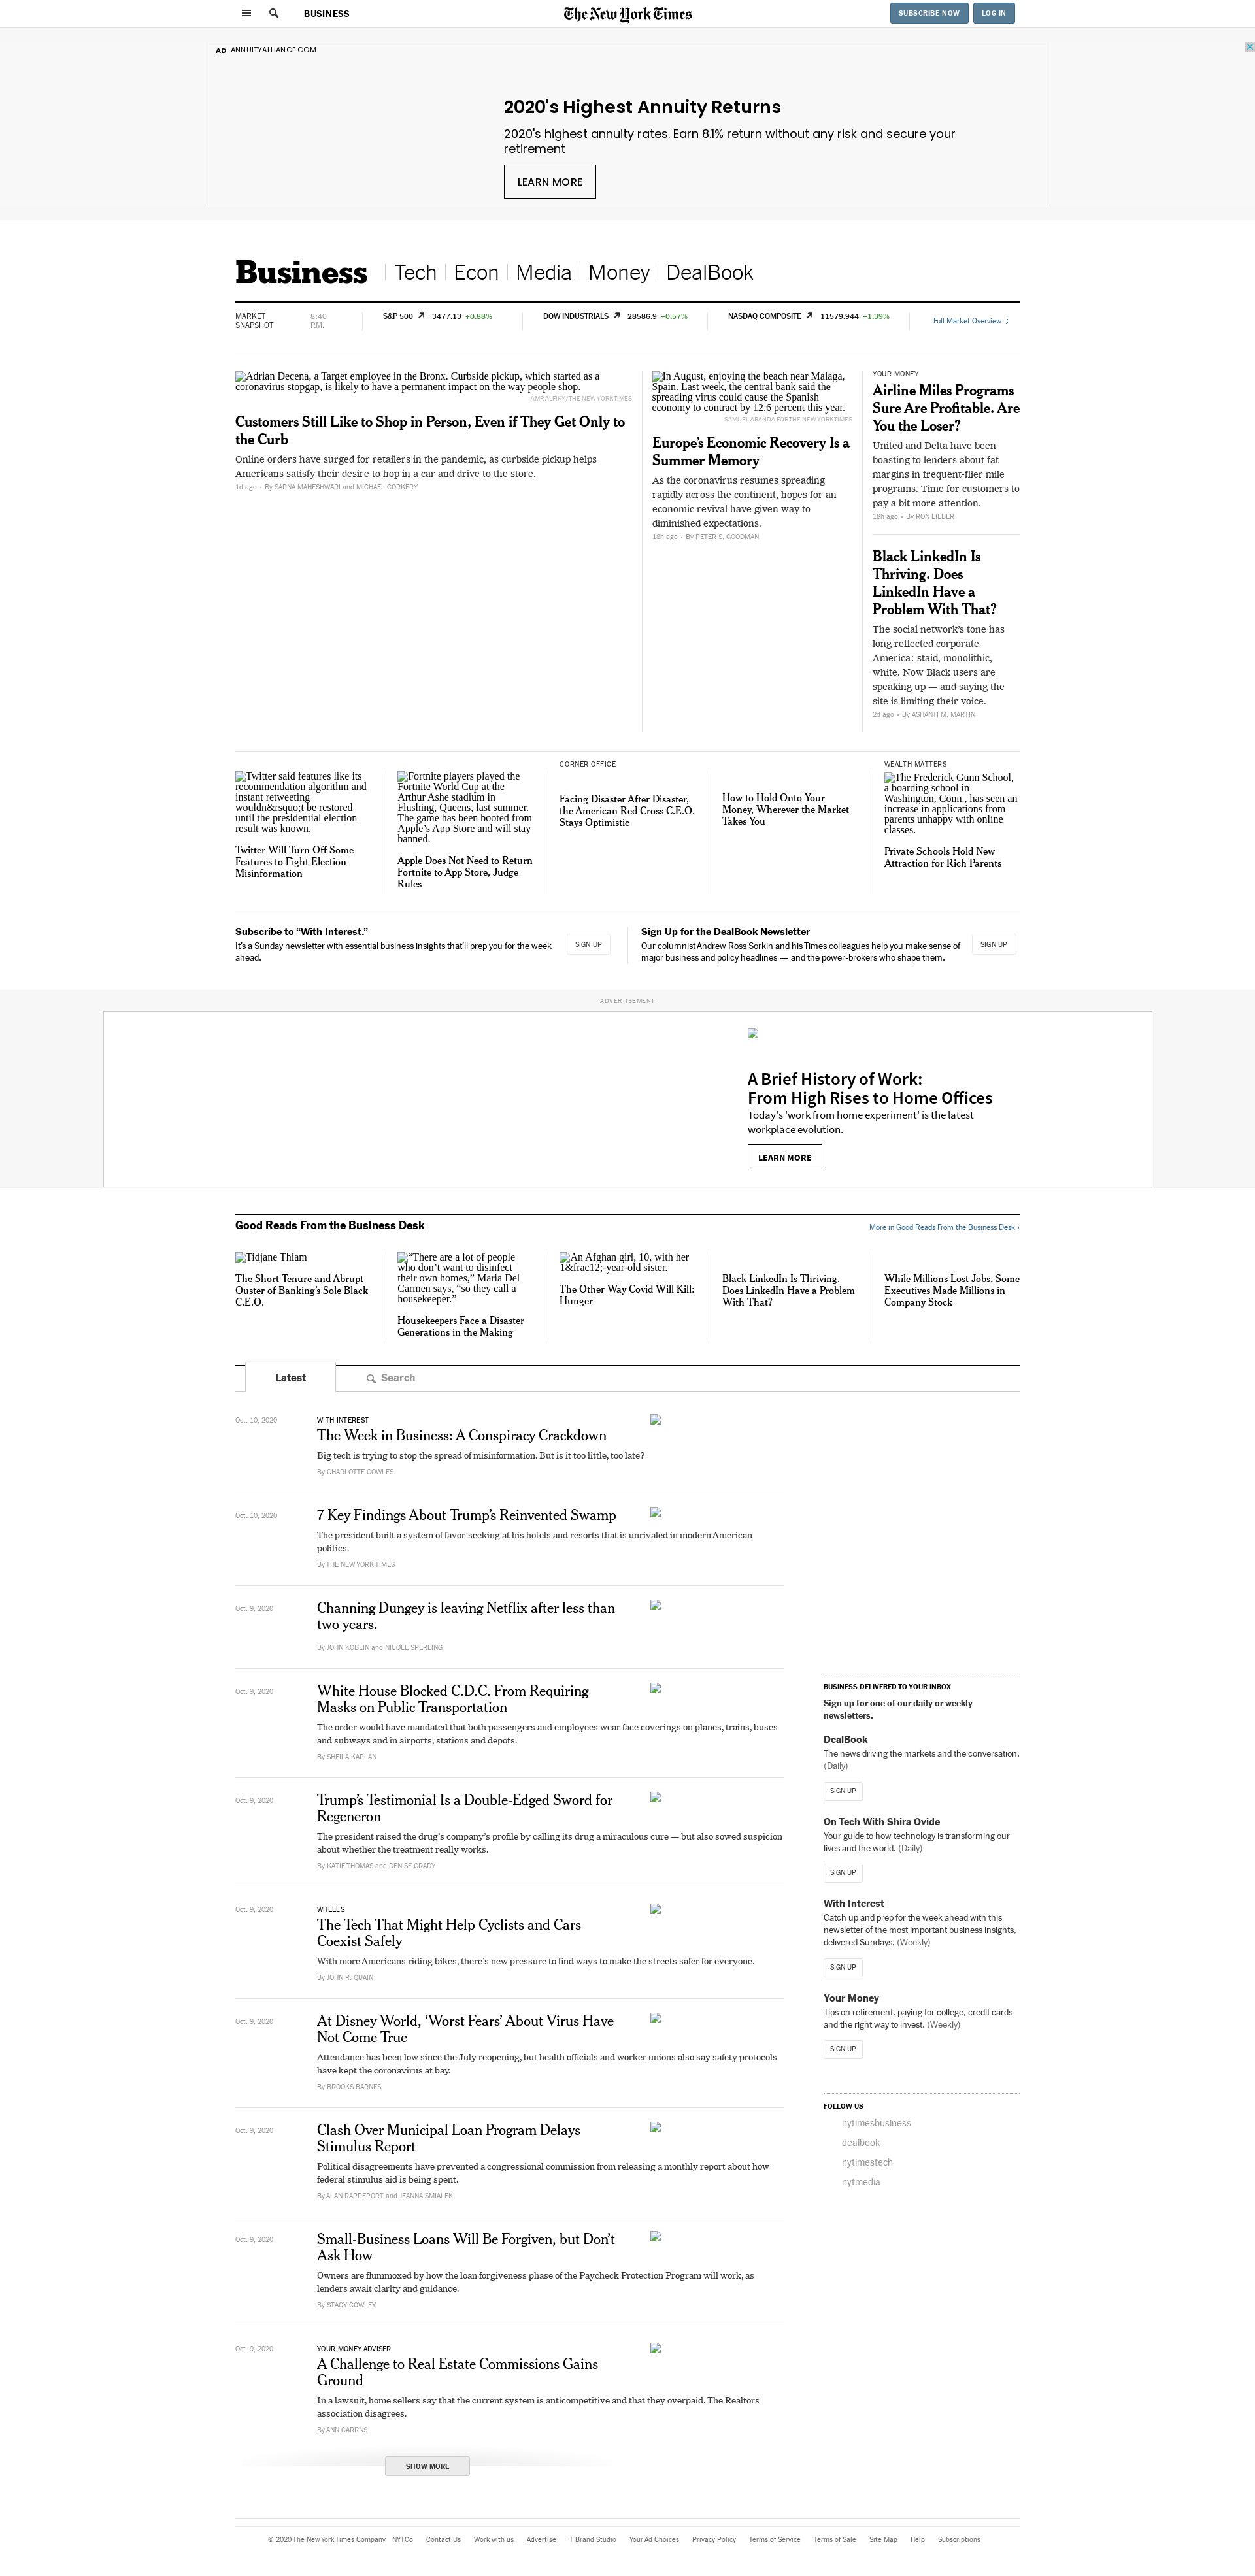 BUSINESS
The New York Times
SUBSCRIBE NOW
LOG IN
AD ANNUITYALLIANCE.COM
2020's Highest Annuity Returns
2020's highest annuity rates. Earn 8.1% return without any risk and secure your
retirement
LEARN MORE
Business
Tech
Econ
Media
Money
DealBook
MARKET
SNAPSHOT
8:40
P.M.
S&P 500 3477.13 +0.88%
DOW INDUSTRIALS 28586.9 +0.57%
NASDAQ COMPOSITE 11579.944 +1.39%
Full Market Overview
Adrian Decena, a Target employee in the Bronx. Curbside pickup, which started as a
coronavirus stopgap, is likely to have a permanent impact on the way people shop.
AMR ALFIKY/THE NEW YORK TIMES
Customers Still Like to Shop in Person, Even if They Get Only to
the Curb
Online orders have surged for retailers in the pandemic, as curbside pickup helps
Americans satisfy their desire to hop in a car and drive to the store.
1d ago • By SAPNA MAHESHWARI and MICHAEL CORKERY
In August, enjoying the beach near Malaga,
Spain. Last week, the central bank said the
spreading virus could cause the Spanish
economy to contract by 12.6 percent this year.
SAMUEL ARANDA FOR THE NEW YORK TIMES
Europe's Economic Recovery Is a
Summer Memory
As the coronavirus resumes spreading
rapidly across the continent, hopes for an
economic revival have given way to
diminished expectations.
18h ago • By PETER S. GOODMAN
YOUR MONEY
Airline Miles Programs
Sure Are Profitable. Are
You the Loser?
United and Delta have been
boasting to lenders about fat
margins in frequent-flier mile
programs. Time for customers to
pay a bit more attention.
18h ago • By RON LIEBER
Black LinkedIn Is
Thriving. Does
LinkedIn Have a
Problem With That?
The social network's tone has
long reflected corporate
America: staid, monolithic,
white. Now Black users are
speaking up — and saying the
site is limiting their voice.
2d ago • By ASHANTI M. MARTIN
Twitter said features like its
recommendation algorithm and
instant retweeting
wouldn&rsquo;t be restored
until the presidential election
result was known.
Twitter Will Turn Off Some
Features to Fight Election
Misinformation
Fortnite players played the
Fortnite World Cup at the
Arthur Ashe stadium in
Flushing, Queens, last summer.
The game has been booted from
Apple's App Store and will stay
banned.
Apple Does Not Need to Return
Fortnite to App Store, Judge
Rules
CORNER OFFICE
Facing Disaster After Disaster,
the American Red Cross C.E.O.
Stays Optimistic
How to Hold Onto Your
Money, Wherever the Market
Takes You
WEALTH MATTERS
The Frederick Gunn School,
a boarding school in
Washington, Conn., has seen an
increase in applications from
parents unhappy with online
classes.
Private Schools Hold New
Attraction for Rich Parents
Subscribe to “With Interest.”
It's a Sunday newsletter with essential business insights that'll prep you for the week
ahead.
SIGN UP
Sign Up for the DealBook Newsletter
Our columnist Andrew Ross Sorkin and his Times colleagues help you make sense of
major business and policy headlines — and the power-brokers who shape them.
SIGN UP
ADVERTISEMENT
A Brief History of Work:
From High Rises to Home Offices
Today's 'work from home experiment' is the latest
workplace evolution.
LEARN MORE
Good Reads From the Business Desk
More in Good Reads From the Business Desk ›
Tidjane Thiam
The Short Tenure and Abrupt
Ouster of Banking's Sole Black
C.E.O.
“There are a lot of people
who don't want to disinfect
their own homes,” Maria Del
Carmen says, “so they call a
housekeeper.”
Housekeepers Face a Disaster
Generations in the Making
An Afghan girl, 10, with her
1&frac12;-year-old sister.
The Other Way Covid Will Kill:
Hunger
Black LinkedIn Is Thriving.
Does LinkedIn Have a Problem
With That?
While Millions Lost Jobs, Some
Executives Made Millions in
Company Stock
Latest
Search
Oct. 10, 2020
WITH INTEREST
The Week in Business: A Conspiracy Crackdown
Big tech is trying to stop the spread of misinformation. But is it too little, too late?
By CHARLOTTE COWLES
Oct. 10, 2020
7 Key Findings About Trump's Reinvented Swamp
The president built a system of favor-seeking at his hotels and resorts that is unrivaled in modern American
politics.
By THE NEW YORK TIMES
Oct. 9, 2020
Channing Dungey is leaving Netflix after less than
two years.
By JOHN KOBLIN and NICOLE SPERLING
Oct. 9, 2020
White House Blocked C.D.C. From Requiring
Masks on Public Transportation
The order would have mandated that both passengers and employees wear face coverings on planes, trains, buses
and subways and in airports, stations and depots.
By SHEILA KAPLAN
Oct. 9, 2020
Trump's Testimonial Is a Double-Edged Sword for
Regeneron
The president raised the drug's company's profile by calling its drug a miraculous cure — but also sowed suspicion
about whether the treatment really works.
By KATIE THOMAS and DENISE GRADY
Oct. 9, 2020
WHEELS
The Tech That Might Help Cyclists and Cars
Coexist Safely
With more Americans riding bikes, there's new pressure to find ways to make the streets safer for everyone.
By JOHN R. QUAIN
Oct. 9, 2020
At Disney World, ‘Worst Fears’ About Virus Have
Not Come True
Attendance has been low since the July reopening, but health officials and worker unions also say safety protocols
have kept the coronavirus at bay.
By BROOKS BARNES
Oct. 9, 2020
Clash Over Municipal Loan Program Delays
Stimulus Report
Political disagreements have prevented a congressional commission from releasing a monthly report about how
federal stimulus aid is being spent.
By ALAN RAPPEPORT and JEANNA SMIALEK
Oct. 9, 2020
Small-Business Loans Will Be Forgiven, but Don't
Ask How
Owners are flummoxed by how the loan forgiveness phase of the Paycheck Protection Program will work, as
lenders await clarity and guidance.
By STACY COWLEY
Oct. 9, 2020
YOUR MONEY ADVISER
A Challenge to Real Estate Commissions Gains
Ground
In a lawsuit, home sellers say that the current system is anticompetitive and that they overpaid. The Realtors
association disagrees.
By ANN CARRNS
SHOW MORE
BUSINESS DELIVERED TO YOUR INBOX
Sign up for one of our daily or weekly
newsletters.
DealBook
The news driving the markets and the conversation.
(Daily)
SIGN UP
On Tech With Shira Ovide
Your guide to how technology is transforming our
lives and the world. (Daily)
SIGN UP
With Interest
Catch up and prep for the week ahead with this
newsletter of the most important business insights,
delivered Sundays. (Weekly)
SIGN UP
Your Money
Tips on retirement, paying for college, credit cards
and the right way to invest. (Weekly)
SIGN UP
FOLLOW US
nytimesbusiness
dealbook
nytimestech
nytmedia
© 2020 The New York Times Company NYTCo Contact Us Work with us Advertise T Brand Studio Your Ad Choices Privacy Policy Terms of Service Terms of Sale Site Map Help Subscriptions